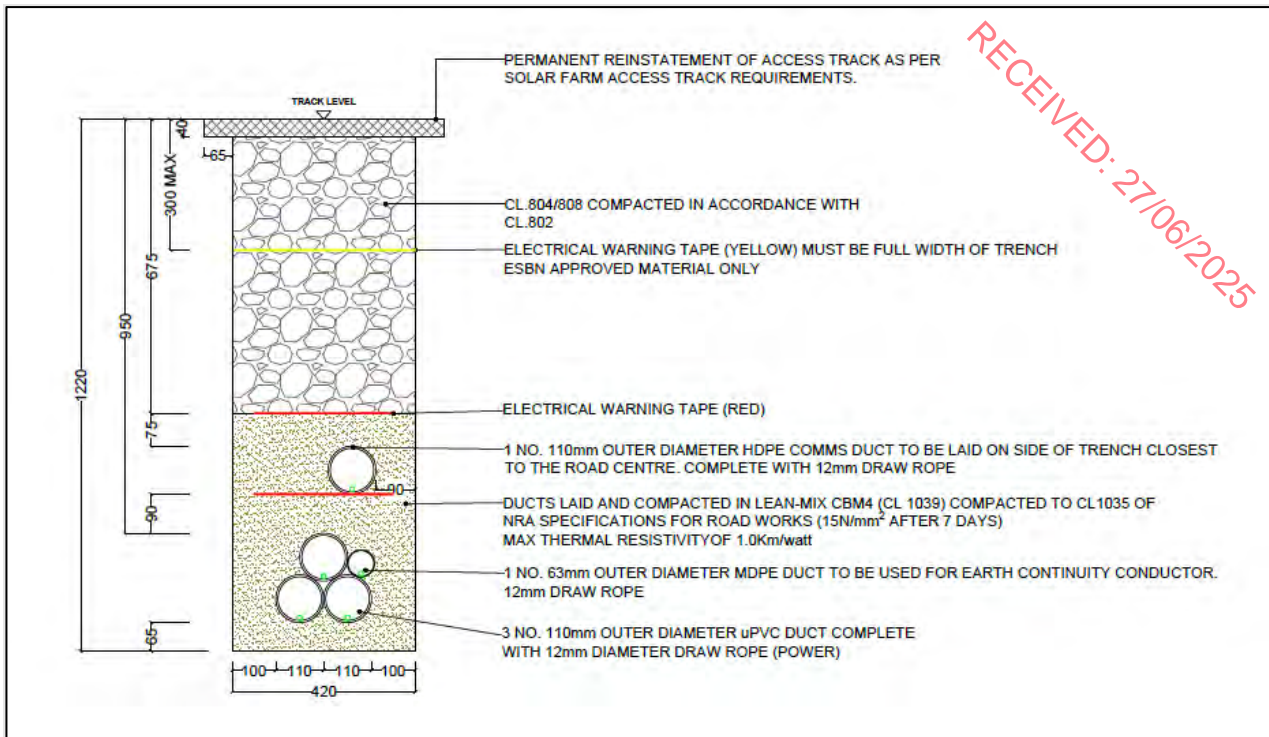 RECEIVED: 27/06/2025
PERMANENT REINSTATEMENT OF ACCESS TRACK AS PER
SOLAR FARM ACCESS TRACK REQUIREMENTS.
TRACK LEVEL
40
65
300 MAX
675
950
1220
CL.804/808 COMPACTED IN ACCORDANCE WITH
CL.802
ELECTRICAL WARNING TAPE (YELLOW) MUST BE FULL WIDTH OF TRENCH
ESBN APPROVED MATERIAL ONLY
ELECTRICAL WARNING TAPE (RED)
75
1 NO. 110mm OUTER DIAMETER HDPE COMMS DUCT TO BE LAID ON SIDE OF TRENCH CLOSEST
TO THE ROAD CENTRE. COMPLETE WITH 12mm DRAW ROPE
90
90
DUCTS LAID AND COMPACTED IN LEAN-MIX CBM4 (CL 1039) COMPACTED TO CL1035 OF
NRA SPECIFICATIONS FOR ROAD WORKS (15N/mm² AFTER 7 DAYS)
MAX THERMAL RESISTIVITYOF 1.0Km/watt
1 NO. 63mm OUTER DIAMETER MDPE DUCT TO BE USED FOR EARTH CONTINUITY CONDUCTOR.
12mm DRAW ROPE
3 NO. 110mm OUTER DIAMETER uPVC DUCT COMPLETE
WITH 12mm DIAMETER DRAW ROPE (POWER)
65
100 110 110 100
420